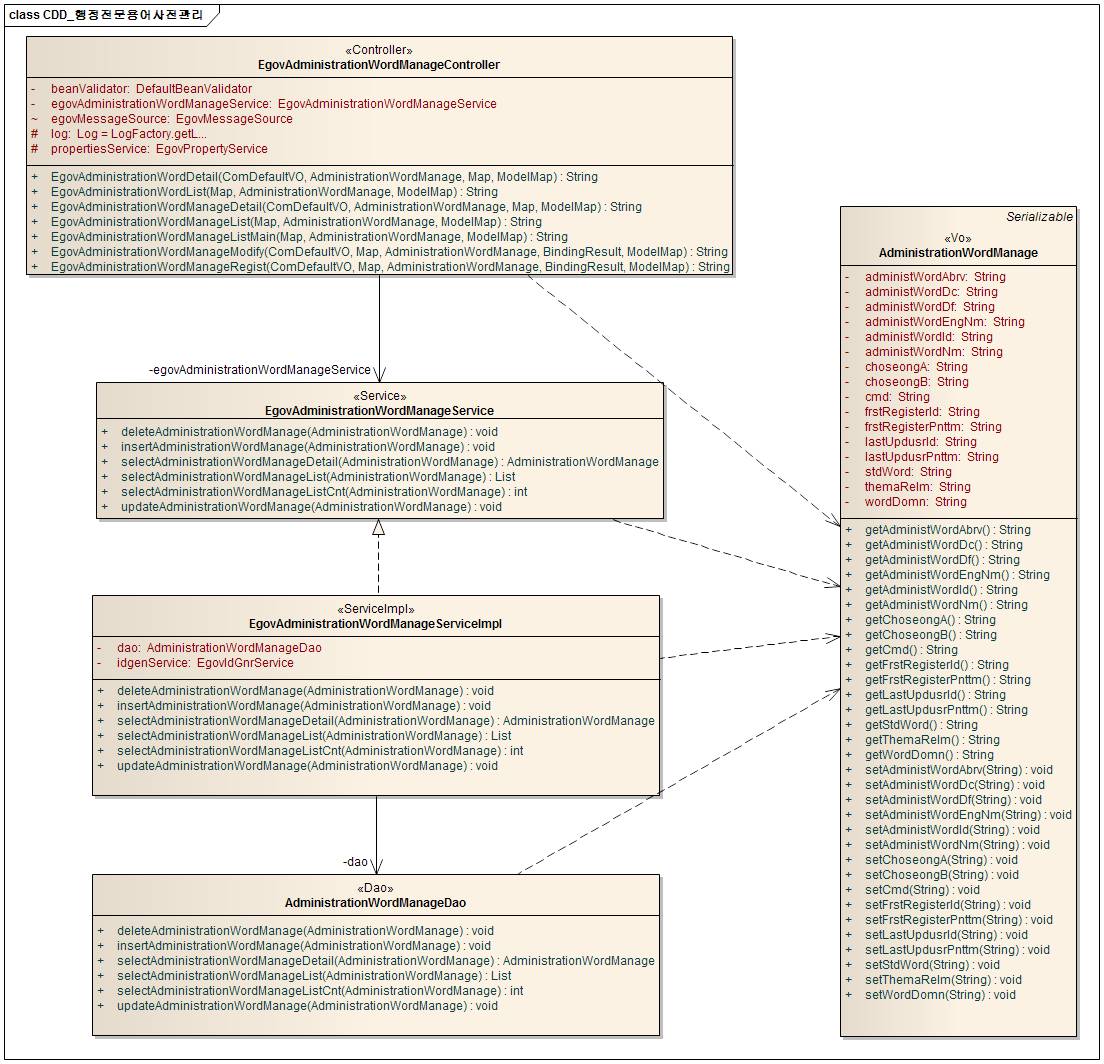 class CDD_행정전문용어사전관리
«Controller»
EgovAdministrationWordManageController
- beanValidator: DefaultBeanValidator
- egovAdministrationWordManageService: EgovAdministrationWordManageService
~ egovMessageSource: EgovMessageSource
# log: Log = LogFactory.getL...
# propertiesService: EgovPropertyService
+ EgovAdministrationWordDetail(ComDefaultVO, AdministrationWordManage, Map, ModelMap) : String
+ EgovAdministrationWordList(Map, AdministrationWordManage, ModelMap) : String
+ EgovAdministrationWordManageDetail(ComDefaultVO, AdministrationWordManage, Map, ModelMap) : String
+ EgovAdministrationWordManageList(Map, AdministrationWordManage, ModelMap) : String
+ EgovAdministrationWordManageListMain(Map, AdministrationWordManage, ModelMap) : String
+ EgovAdministrationWordManageModify(ComDefaultVO, Map, AdministrationWordManage, BindingResult, ModelMap) : String
+ EgovAdministrationWordManageRegist(ComDefaultVO, Map, AdministrationWordManage, BindingResult, ModelMap) : String
-egovAdministrationWordManageService
«Service»
EgovAdministrationWordManageService
+ deleteAdministrationWordManage(AdministrationWordManage) : void
+ insertAdministrationWordManage(AdministrationWordManage) : void
+ selectAdministrationWordManageDetail(AdministrationWordManage) : AdministrationWordManage
+ selectAdministrationWordManageList(AdministrationWordManage) : List
+ selectAdministrationWordManageListCnt(AdministrationWordManage) : int
+ updateAdministrationWordManage(AdministrationWordManage) : void
«ServiceImpl»
EgovAdministrationWordManageServiceImpl
- dao: AdministrationWordManageDao
- idgenService: EgovIdGnrService
+ deleteAdministrationWordManage(AdministrationWordManage) : void
+ insertAdministrationWordManage(AdministrationWordManage) : void
+ selectAdministrationWordManageDetail(AdministrationWordManage) : AdministrationWordManage
+ selectAdministrationWordManageList(AdministrationWordManage) : List
+ selectAdministrationWordManageListCnt(AdministrationWordManage) : int
+ updateAdministrationWordManage(AdministrationWordManage) : void
-dao
«Dao»
AdministrationWordManageDao
+ deleteAdministrationWordManage(AdministrationWordManage) : void
+ insertAdministrationWordManage(AdministrationWordManage) : void
+ selectAdministrationWordManageDetail(AdministrationWordManage) : AdministrationWordManage
+ selectAdministrationWordManageList(AdministrationWordManage) : List
+ selectAdministrationWordManageListCnt(AdministrationWordManage) : int
+ updateAdministrationWordManage(AdministrationWordManage) : void
Serializable
«Vo»
AdministrationWordManage
- administWordAbrv: String
- administWordDc: String
- administWordDf: String
- administWordEngNm: String
- administWordId: String
- administWordNm: String
- choseongA: String
- choseongB: String
- cmd: String
- frstRegisterId: String
- frstRegisterPnttm: String
- lastUpdusrId: String
- lastUpdusrPnttm: String
- stdWord: String
- themaRelm: String
- wordDomn: String
+ getAdministWordAbrv() : String
+ getAdministWordDc() : String
+ getAdministWordDf() : String
+ getAdministWordEngNm() : String
+ getAdministWordId() : String
+ getAdministWordNm() : String
+ getChoseongA() : String
+ getChoseongB() : String
+ getCmd() : String
+ getFrstRegisterId() : String
+ getFrstRegisterPnttm() : String
+ getLastUpdusrId() : String
+ getLastUpdusrPnttm() : String
+ getStdWord() : String
+ getThemaRelm() : String
+ getWordDomn() : String
+ setAdministWordAbrv(String) : void
+ setAdministWordDc(String) : void
+ setAdministWordDf(String) : void
+ setAdministWordEngNm(String) : void
+ setAdministWordId(String) : void
+ setAdministWordNm(String) : void
+ setChoseongA(String) : void
+ setChoseongB(String) : void
+ setCmd(String) : void
+ setFrstRegisterId(String) : void
+ setFrstRegisterPnttm(String) : void
+ setLastUpdusrId(String) : void
+ setLastUpdusrPnttm(String) : void
+ setStdWord(String) : void
+ setThemaRelm(String) : void
+ setWordDomn(String) : void